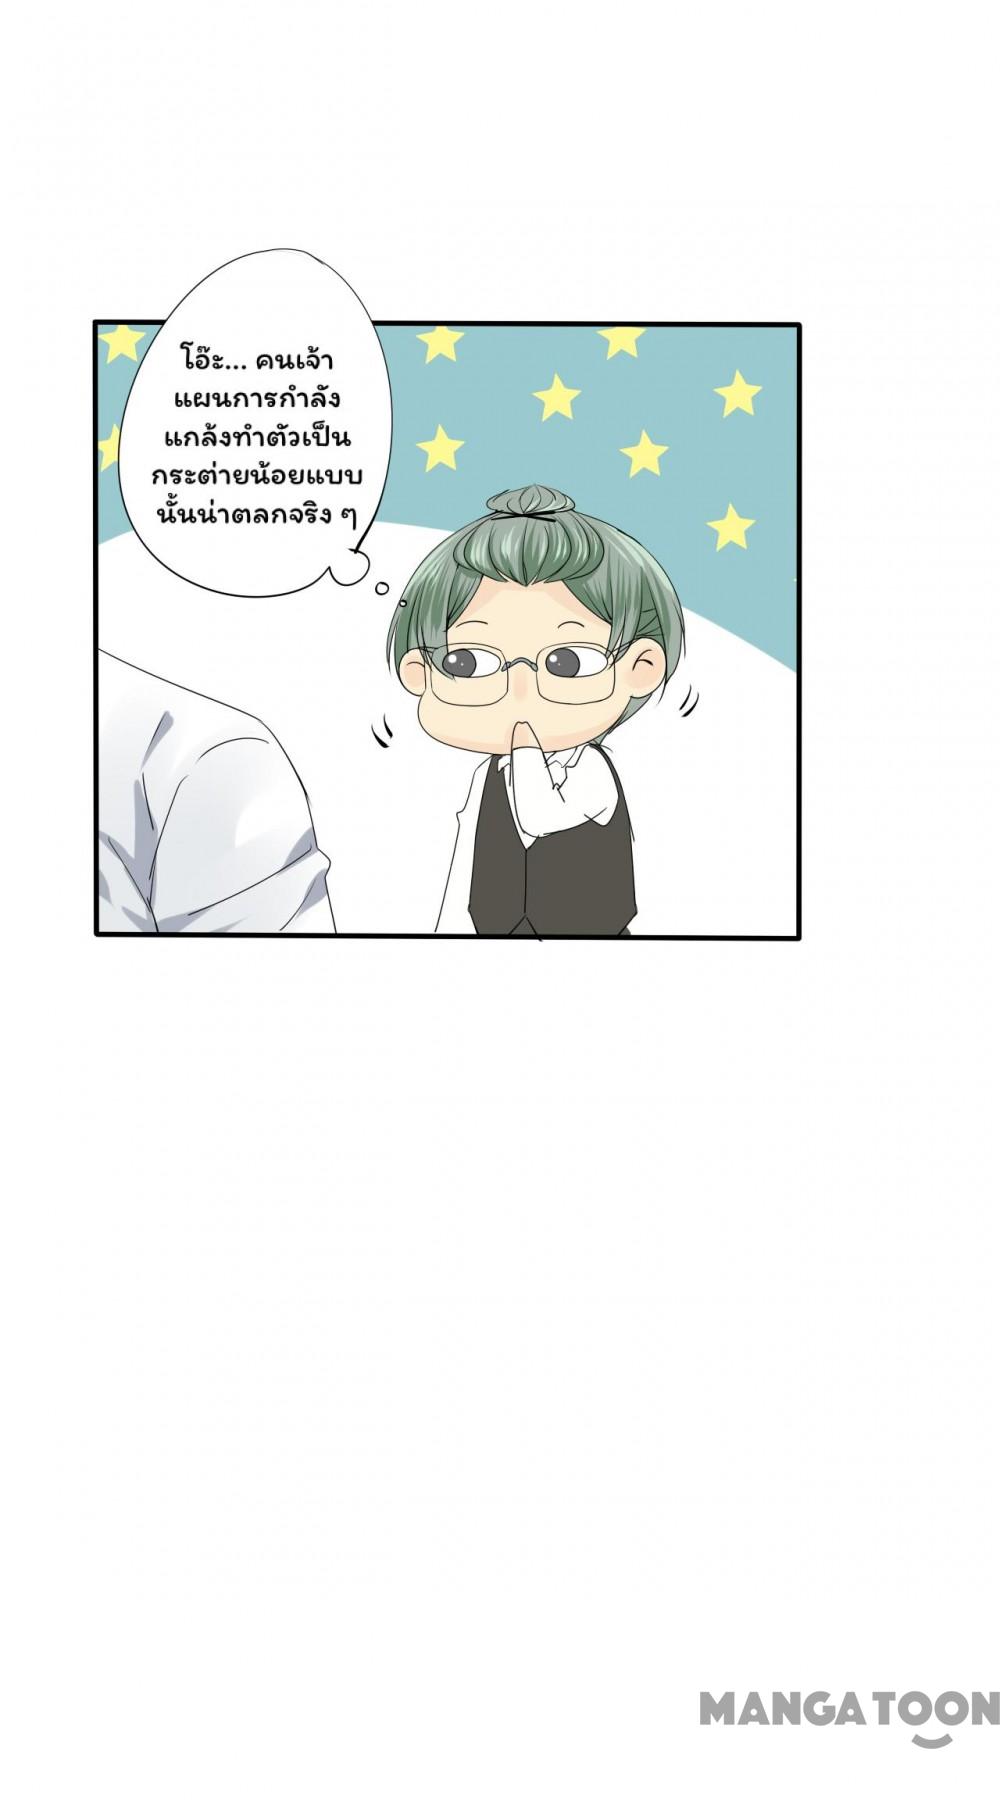 โอ๊ะ... คนเจ้า
แผนการกำลัง
แกล้งทำตัวเป็น
กระต่ายน้อยแบบ
นั้นน่าตลกจริง ๆ
MANGATOON